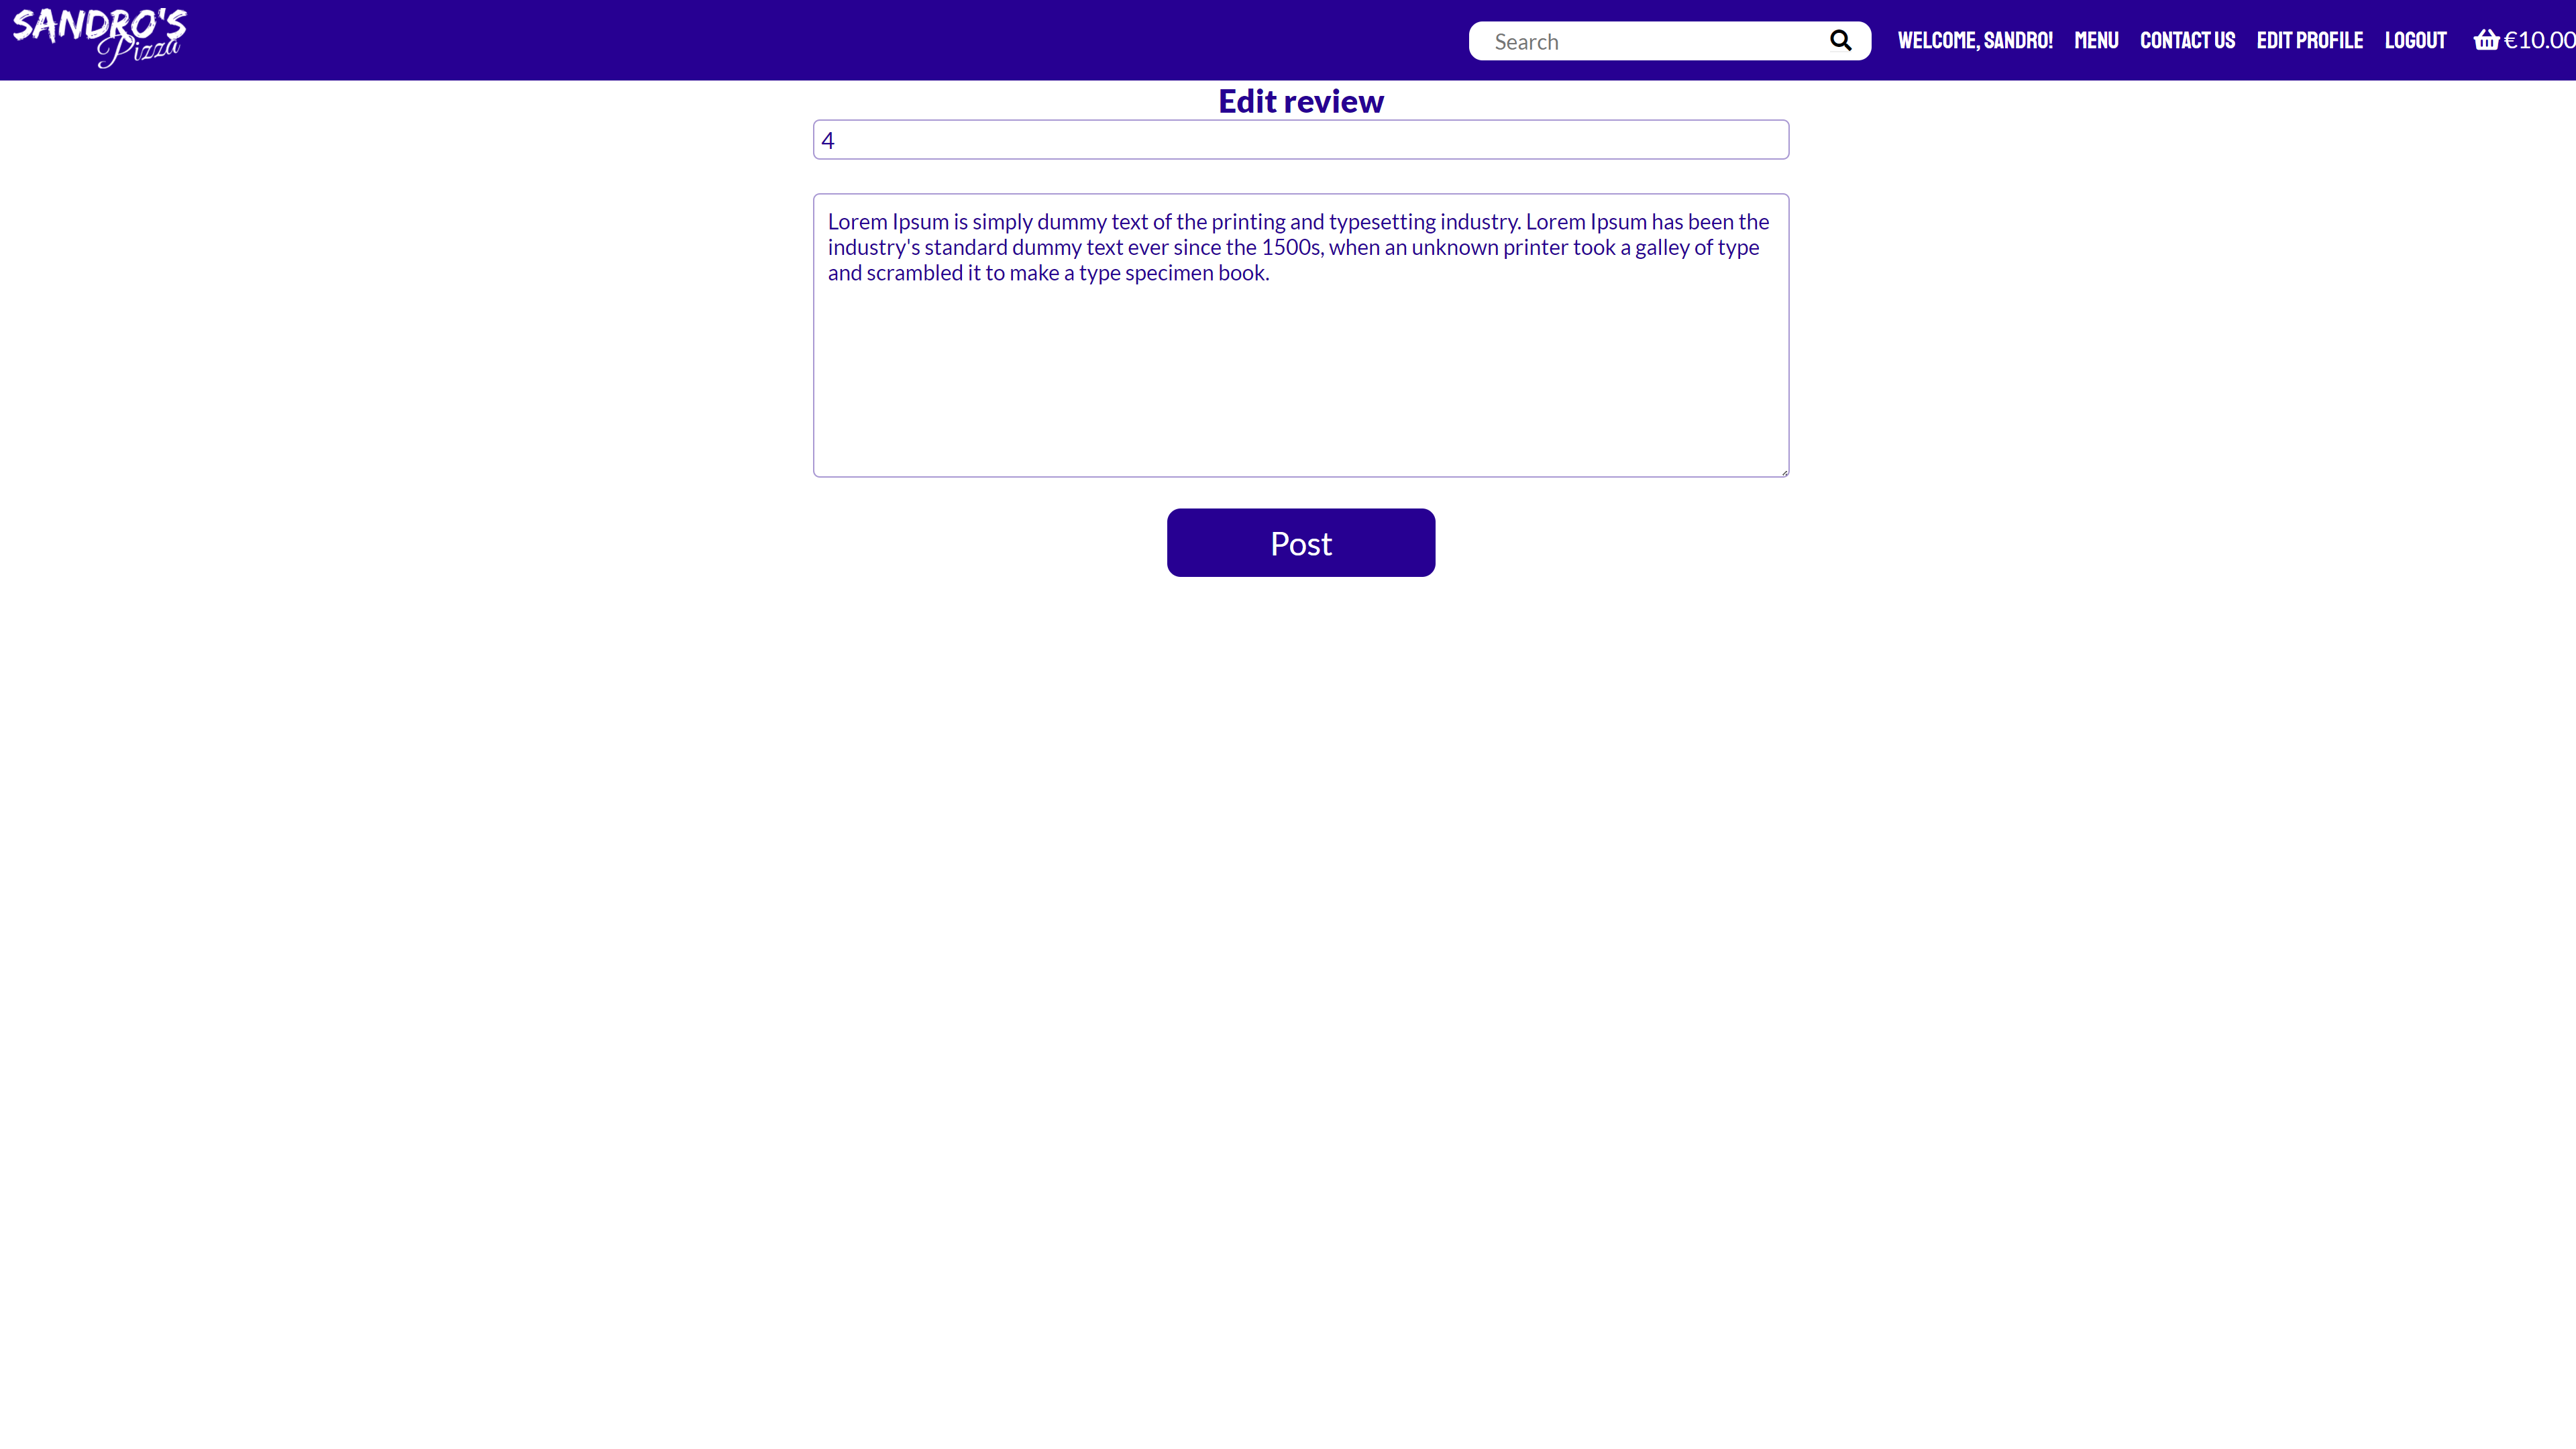 SANDRO'S
Pizza
Search
WELCOME, SANDRO!
MENU
CONTACT US
EDIT PROFILE
LOGOUT
€10.00
Edit review
4
Lorem Ipsum is simply dummy text of the printing and typesetting industry. Lorem Ipsum has been the
industry's standard dummy text ever since the 1500s, when an unknown printer took a galley of type
and scrambled it to make a type specimen book.
Post